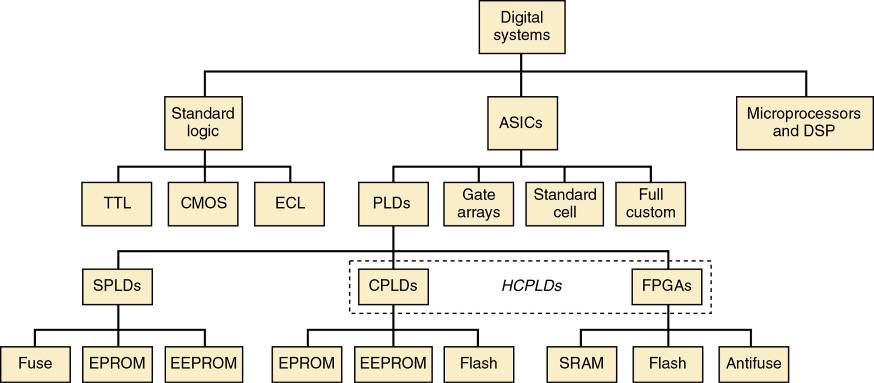 Digital
systems
Standard
logic
ASICs
Microprocessors
and DSP
TTL
CMOS
ECL
PLDs
Gate
arrays
Standard
cell
Full
custom
SPLDs
CPLDs
HCPLDs
FPGAs
Fuse
EPROM
EEPROM
EPROM
EEPROM
Flash
SRAM
Flash
Antifuse